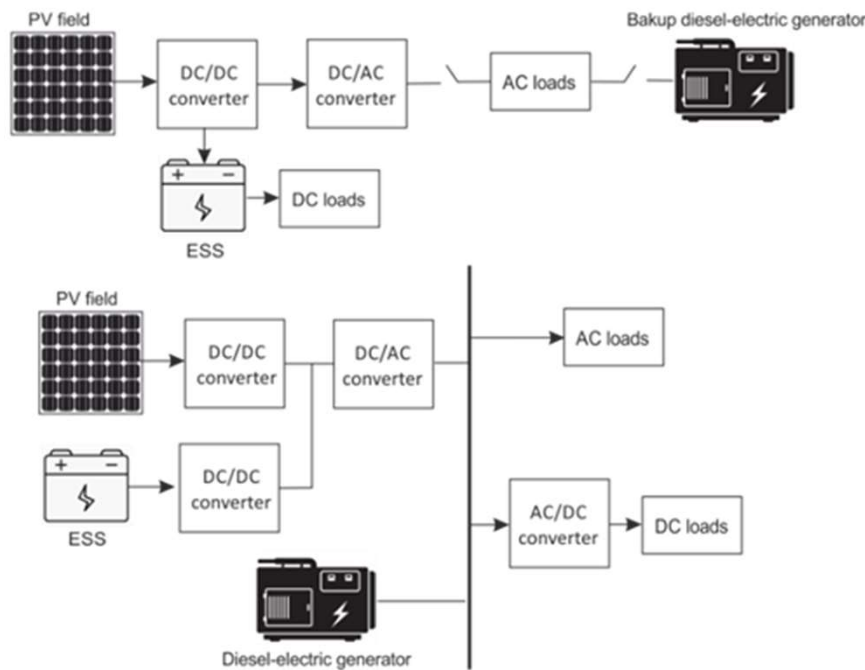 PV field
Bakup diesel-electric generator
DC/DC
converter
DC/AC
converter
AC loads
+ −
DC loads
ESS
PV field
DC/DC
converter
DC/AC
converter
AC loads
+ −
DC/DC
converter
ESS
AC/DC
converter
DC loads
Diesel-electric generator